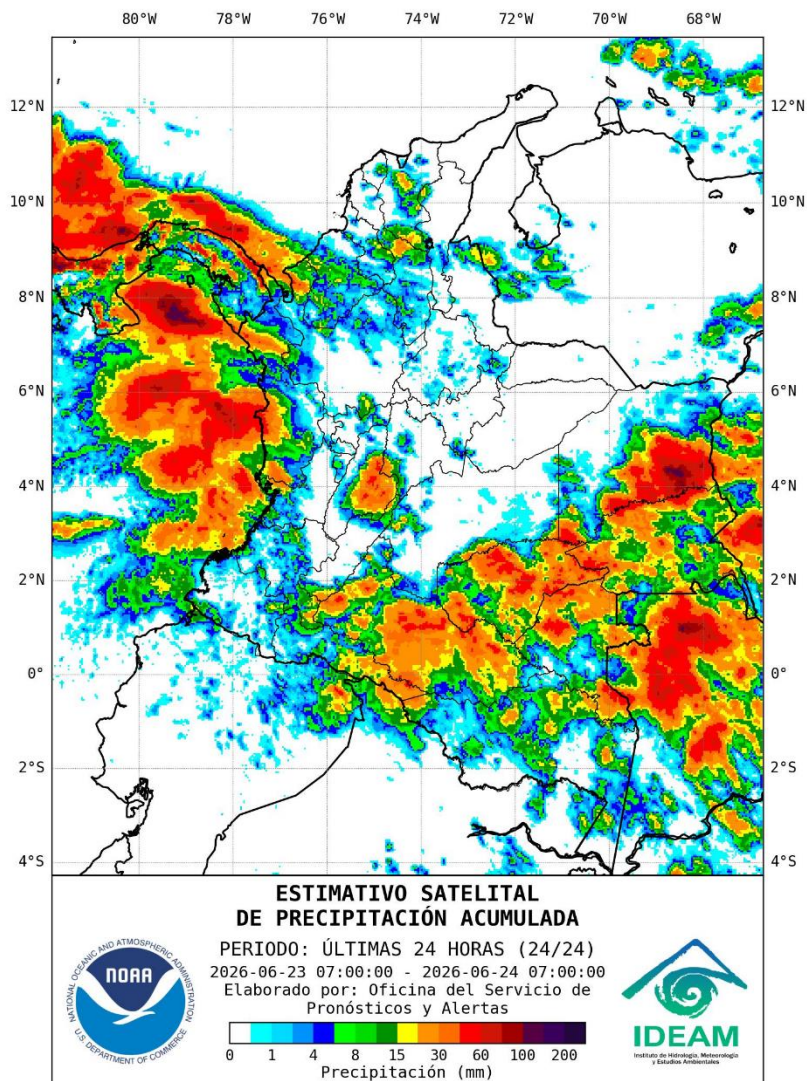 80°W 78°W 76°W 74°W 72°W 70°W 68°W
12°N 12°N
10°N 10°N
8°N 8°N
6°N 6°N
4°N 4°N
2°N 2°N
0° 0°
2°S 2°S
4°S 4°S
ESTIMATIVO SATELITAL
DE PRECIPITACIÓN ACUMULADA
PERIODO: ÚLTIMAS 24 HORAS (24/24)
2026-06-23 07:00:00 - 2026-06-24 07:00:00
Elaborado por: Oficina del Servicio de
Pronósticos y Alertas
0 1 4 8 15 30 60 100 200
Precipitación (mm)
NATIONAL OCEANIC AND ATMOSPHERIC ADMINISTRATION
NOAA
U.S. DEPARTMENT OF COMMERCE
IDEAM
Instituto de Hidrología, Meteorología
y Estudios Ambientales